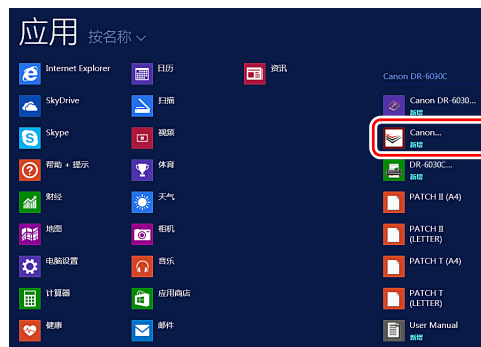 应用 按名称
Internet Explorer
SkyDrive
Skype
帮助 + 提示
财经
地图
电脑设置
计算器
健康
日历
扫描
视频
体育
天气
相机
音乐
应用商店
邮件
资讯
Canon DR-6030C
Canon DR-6030...
新增
Canon...
新增
DR-6030C...
新增
PATCH II (A4)
PATCH II
(LETTER)
PATCH T (A4)
PATCH T
(LETTER)
User Manual
新增